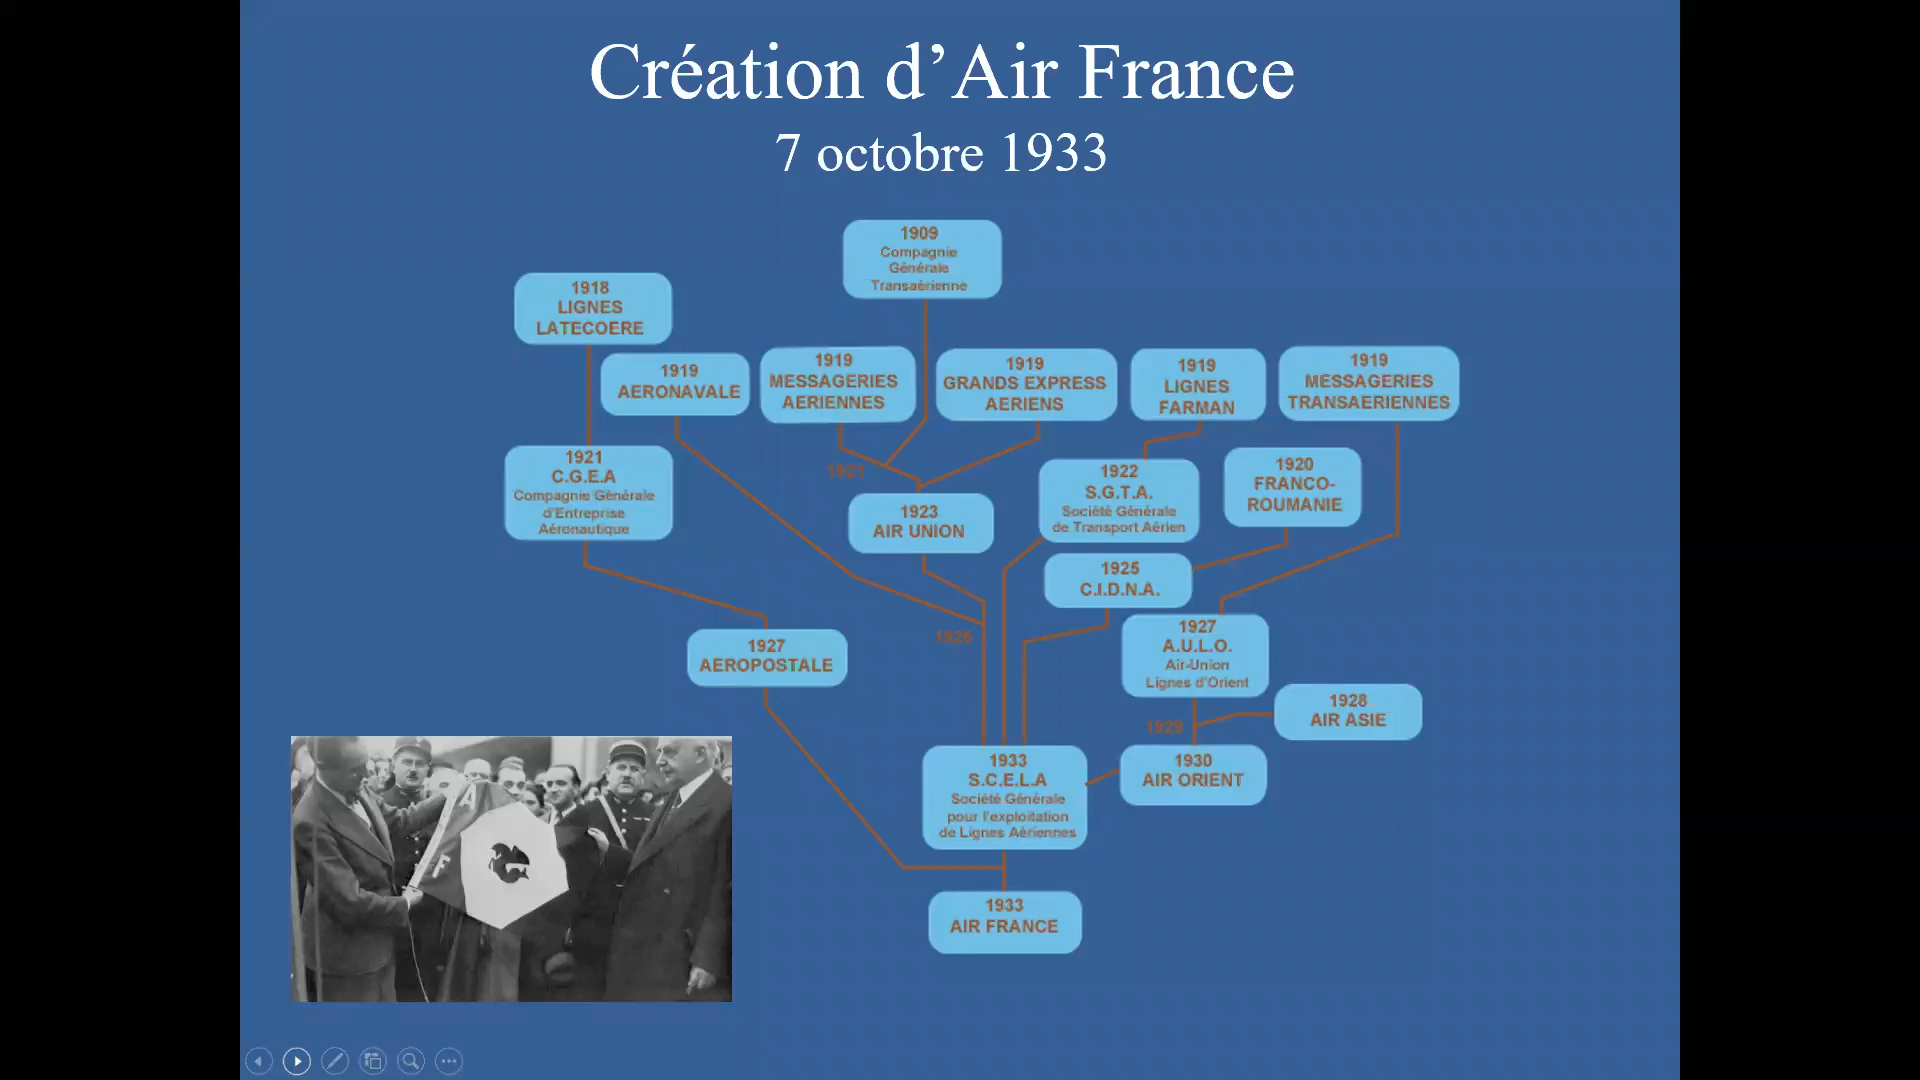 Création d’Air France
7 octobre 1933
1909
Compagnie
Générale
Transaérienne
1918
LIGNES
LATECOERE
1919
AERONAVALE
1919
MESSAGERIES
AERIENNES
1919
GRANDS EXPRESS
AERIENS
1919
LIGNES
FARMAN
1919
MESSAGERIES
TRANSAERIENNES
1921
C.G.E.A
Compagnie Générale
d'Entreprise
Aéronautique
1921
1923
AIR UNION
1922
S.G.T.A.
Société Générale
de Transport Aérien
1920
FRANCO-
ROUMANIE
1925
C.I.D.N.A.
1927
AEROPOSTALE
1926
1927
A.U.L.O.
Air-Union
Lignes d'Orient
1928
AIR ASIE
1929
1930
AIR ORIENT
1933
S.C.E.L.A
Société Générale
pour l'exploitation
de Lignes Aériennes
1933
AIR FRANCE
A
F